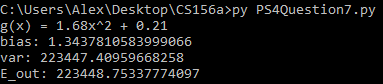 C:\Users\Alex\Desktop\CS156a>py PS4Question7.py
g(x) = 1.68x^2 + 0.21
bias: 1.3437810583999066
var: 223447.40959668258
E_out: 223448.75337774097